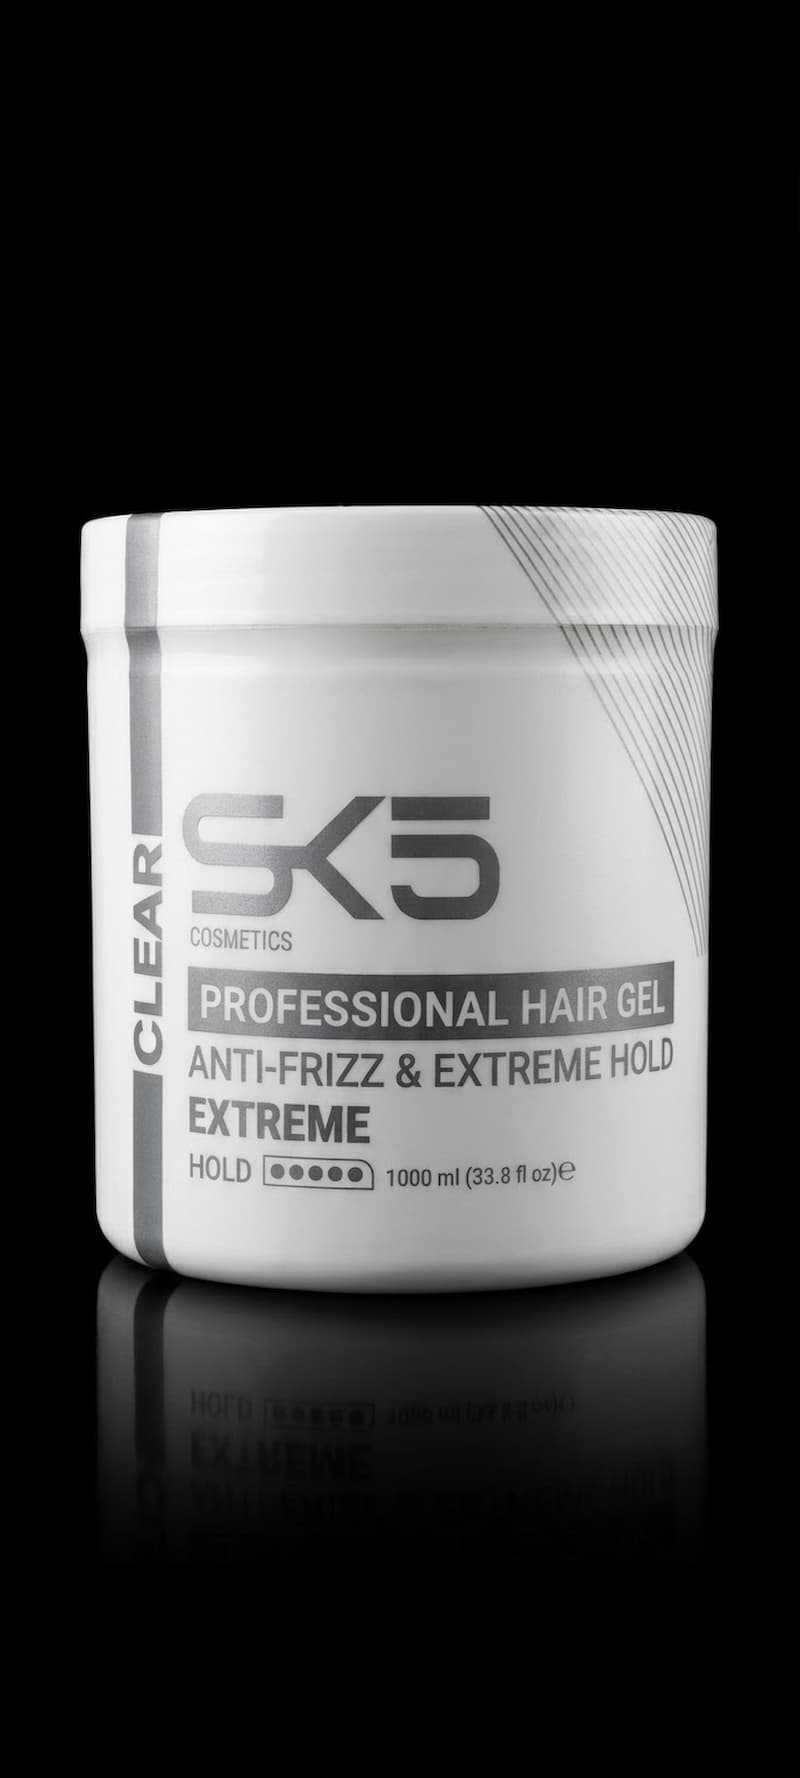 CLEAR
SK5
COSMETICS
PROFESSIONAL HAIR GEL
ANTI-FRIZZ & EXTREME HOLD
EXTREME
HOLD 1000 ml (33.8 fl oz)℮